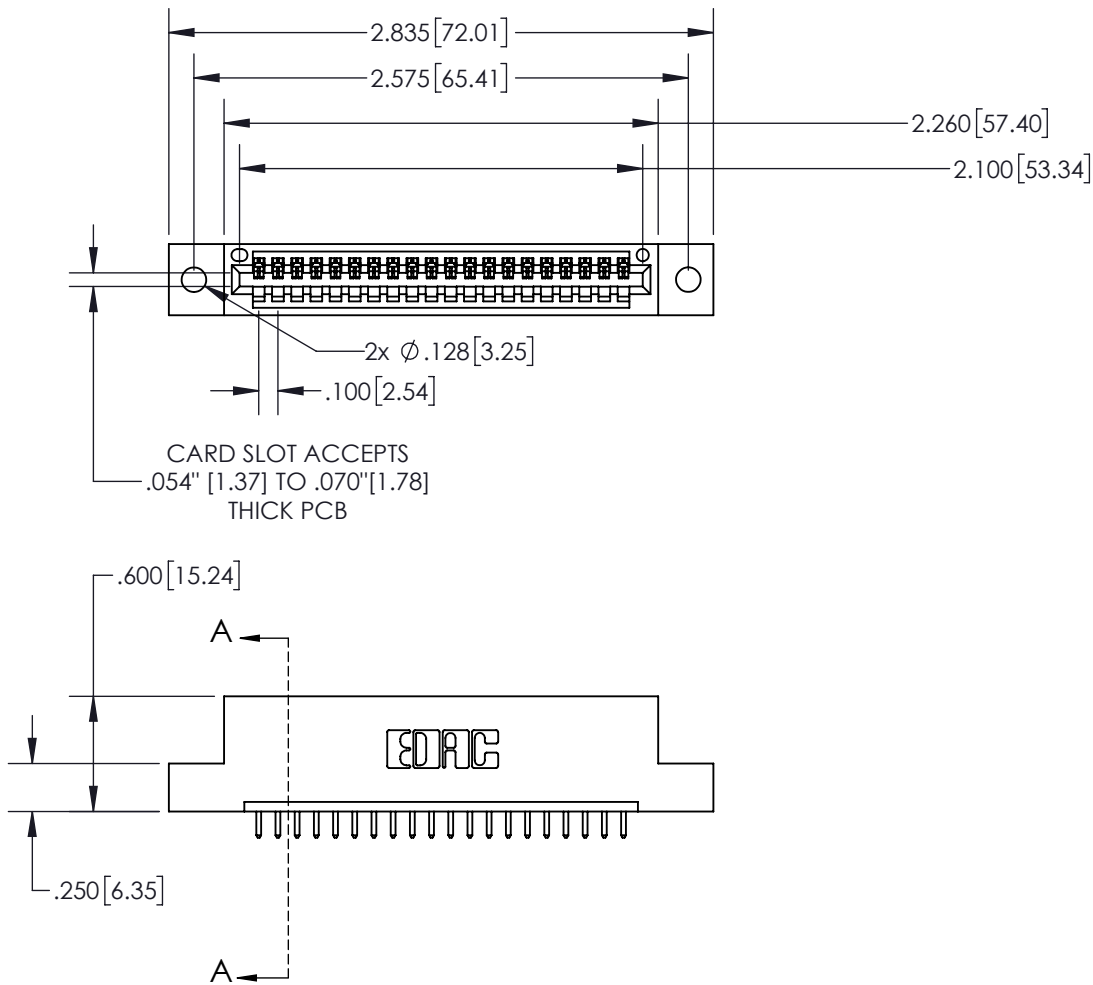 2.835[72.01]
2.575[65.41]
2.260[57.40]
2.100[53.34]
2x ∅.128[3.25]
.100[2.54]
CARD SLOT ACCEPTS
.054" [1.37] TO .070"[1.78]
THICK PCB
.600[15.24]
A
EDAC
.250[6.35]
A